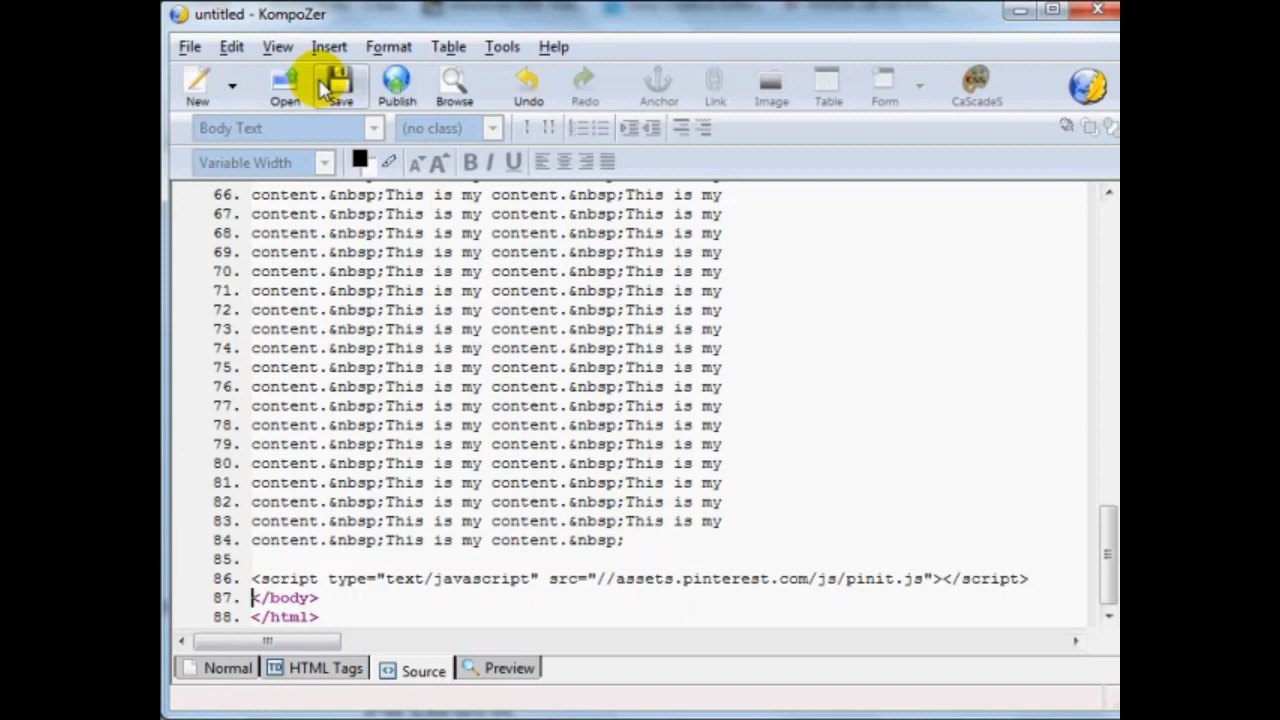 untitled - KompoZer
File Edit View Insert Format Table Tools Help
New Open Save Publish Browse Undo Redo Anchor Link Image Table Form CaScadeS
Body Text (no class)
Variable Width A A B I U
66. content.&nbsp;This is my content.&nbsp;This is my
67. content.&nbsp;This is my content.&nbsp;This is my
68. content.&nbsp;This is my content.&nbsp;This is my
69. content.&nbsp;This is my content.&nbsp;This is my
70. content.&nbsp;This is my content.&nbsp;This is my
71. content.&nbsp;This is my content.&nbsp;This is my
72. content.&nbsp;This is my content.&nbsp;This is my
73. content.&nbsp;This is my content.&nbsp;This is my
74. content.&nbsp;This is my content.&nbsp;This is my
75. content.&nbsp;This is my content.&nbsp;This is my
76. content.&nbsp;This is my content.&nbsp;This is my
77. content.&nbsp;This is my content.&nbsp;This is my
78. content.&nbsp;This is my content.&nbsp;This is my
79. content.&nbsp;This is my content.&nbsp;This is my
80. content.&nbsp;This is my content.&nbsp;This is my
81. content.&nbsp;This is my content.&nbsp;This is my
82. content.&nbsp;This is my content.&nbsp;This is my
83. content.&nbsp;This is my content.&nbsp;This is my
84. content.&nbsp;This is my content.&nbsp;
85.
86. <script type="text/javascript" src="//assets.pinterest.com/js/pinit.js"></script>
87. </body>
88. </html>
Normal TD HTML Tags <> Source Preview